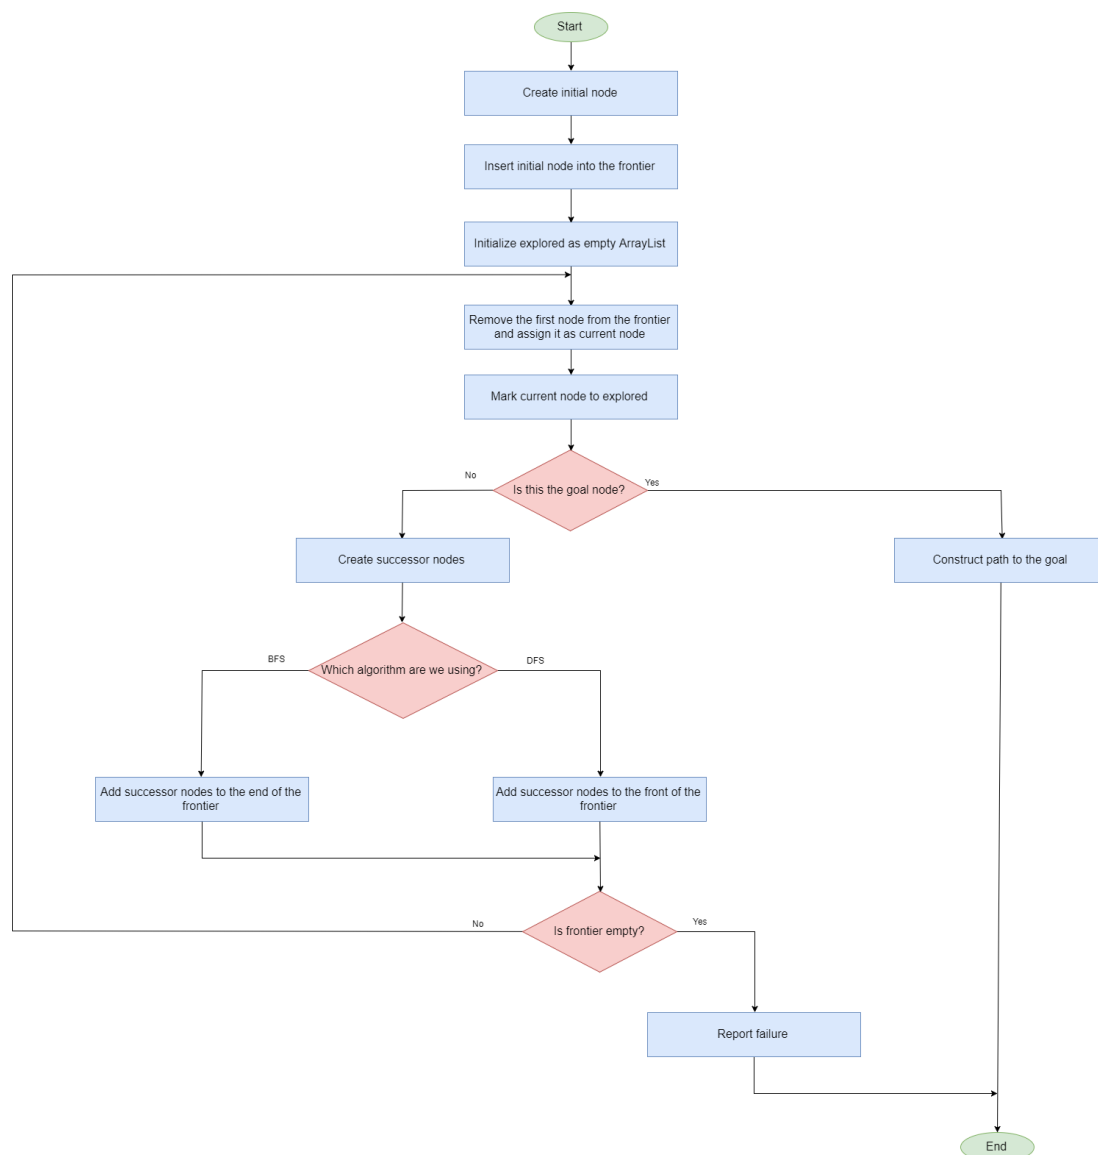 Start
Create initial node
Insert initial node into the frontier
Initialize explored as empty ArrayList
Remove the first node from the frontier
and assign it as current node
Mark current node to explored
No
Is this the goal node?
Yes
Create successor nodes
Construct path to the goal
BFS
Which algorithm are we using?
DFS
Add successor nodes to the end of the
frontier
Add successor nodes to the front of the
frontier
No
Is frontier empty?
Yes
Report failure
End